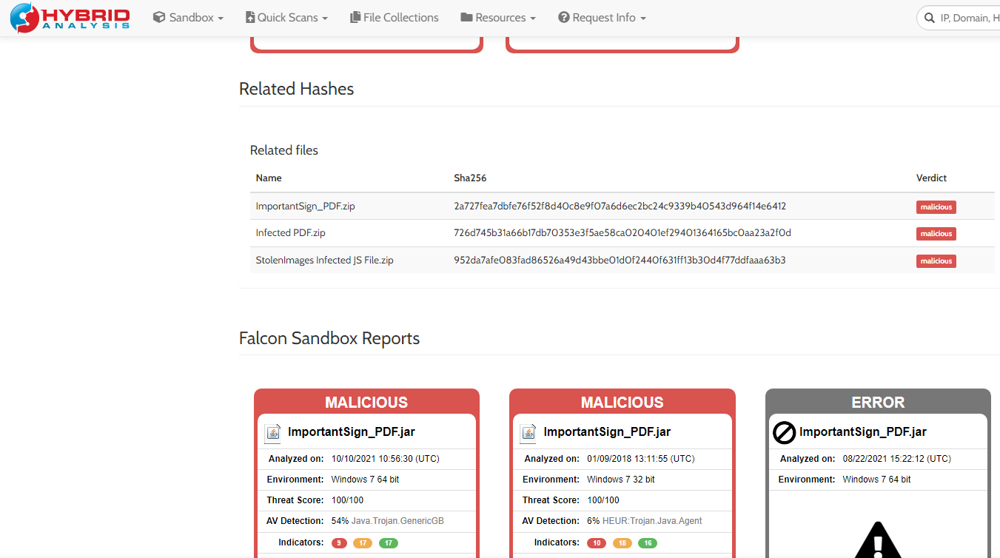 HYBRID
ANALYSIS
Sandbox
Quick Scans
File Collections
Resources
Request Info
IP, Domain, H
Related Hashes
Related files
Name Sha256 Verdict
ImportantSign_PDF.zip 2a727fea7dbfe76f52f8d40c8e9f07a6d6ec2bc24c9339b40543d964f14e6412 malicious
Infected PDF.zip 726d745b31a66b17db70353e3f5ae58ca020401ef29401364165bc0aa23a2f0d malicious
StolenImages Infected JS File.zip 952da7afe083fad86526a49d43bbe01d0f2440f631ff13b30d4f77ddfaaa63b3 malicious
Falcon Sandbox Reports
MALICIOUS
ImportantSign_PDF.jar
Analyzed on: 10/10/2021 10:56:30 (UTC)
Environment: Windows 7 64 bit
Threat Score: 100/100
AV Detection: 54% Java.Trojan.GenericGB
Indicators: 9 17 17
MALICIOUS
ImportantSign_PDF.jar
Analyzed on: 01/09/2018 13:11:55 (UTC)
Environment: Windows 7 32 bit
Threat Score: 100/100
AV Detection: 6% HEUR:Trojan.Java.Agent
Indicators: 10 18 16
ERROR
ImportantSign_PDF.jar
Analyzed on: 08/22/2021 15:22:12 (UTC)
Environment: Windows 7 64 bit